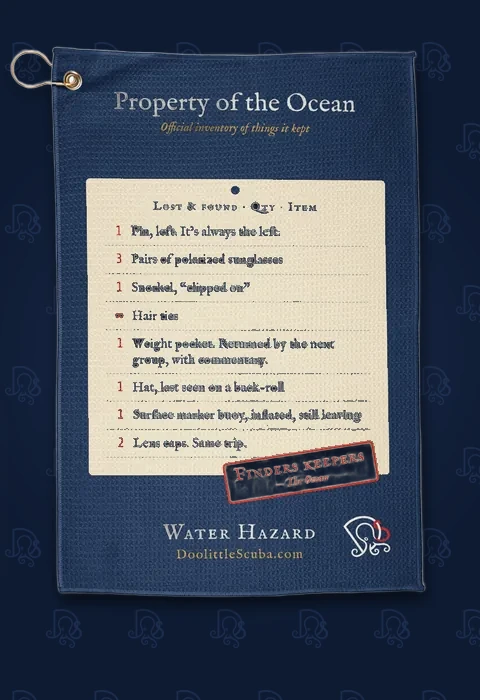 Property of the Ocean
Official inventory of things it kept
Lost & found · Qty · Item
1 Fin, left. It's always the left.
3 Pairs of polarized sunglasses
1 Snorkel, "clipped on"
∞ Hair ties
1 Weight pocket. Returned by the next
group, with commentary.
1 Hat, last seen on a back-roll
1 Surface marker buoy, inflated, still leaving
2 Lens caps. Same trip.
Finders keepers
— The Ocean
Water Hazard
DoolittleScuba.com